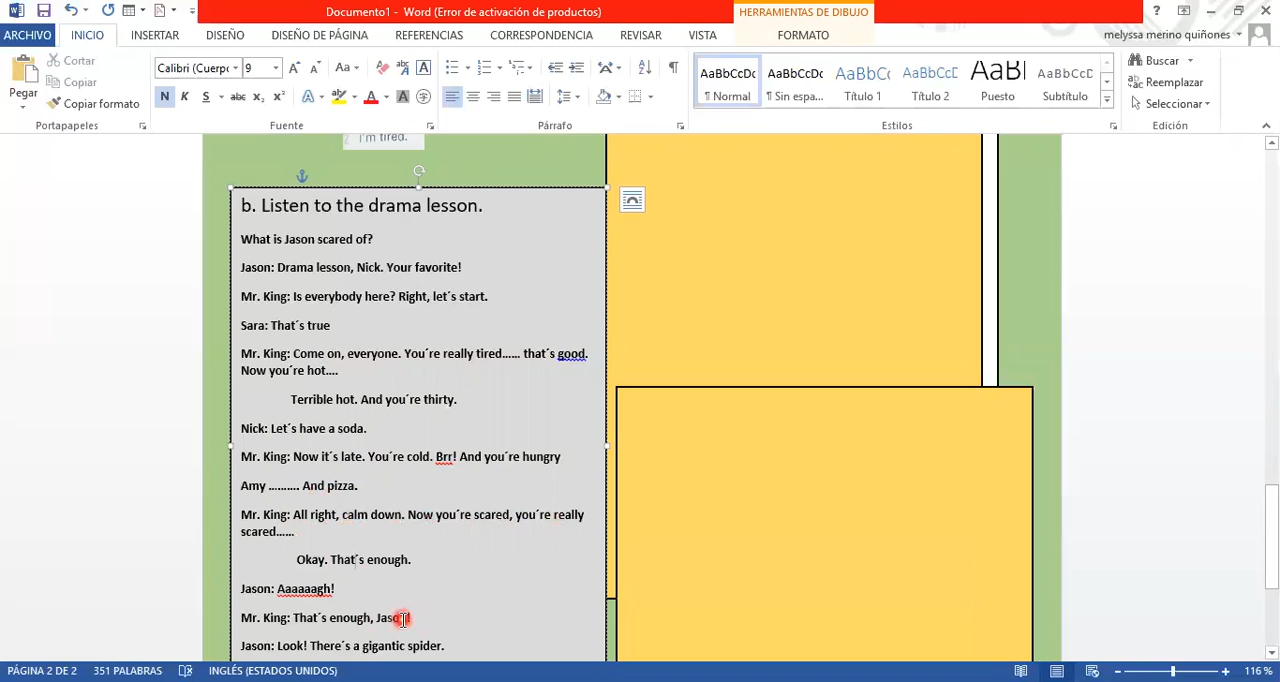 Documento1 - Word (Error de activación de productos)
HERRAMIENTAS DE DIBUJO
ARCHIVO INICIO INSERTAR DISEÑO DISEÑO DE PÁGINA REFERENCIAS CORRESPONDENCIA REVISAR VISTA FORMATO melyssa merino quiñones
Pegar
Cortar
Copiar
Copiar formato
Portapapeles
Calibri (Cuerpo 9
Aa
N K S abc x₂ x²
Fuente
Párrafo
AaBbCcDc AaBbCcDc AaBbCc AaBbCcD AaBl AaBbCcD
¶ Normal ¶ Sin espa... Título 1 Título 2 Puesto Subtítulo
Estilos
Buscar
Reemplazar
Seleccionar
Edición
I'm tired.
b. Listen to the drama lesson.
What is Jason scared of?
Jason: Drama lesson, Nick. Your favorite!
Mr. King: Is everybody here? Right, let´s start.
Sara: That´s true
Mr. King: Come on, everyone. You´re really tired...... that´s good.
Now you´re hot....
Terrible hot. And you´re thirty.
Nick: Let´s have a soda.
Mr. King: Now it´s late. You´re cold. Brr! And you´re hungry
Amy .......... And pizza.
Mr. King: All right, calm down. Now you´re scared, you´re really
scared......
Okay. That´s enough.
Jason: Aaaaaagh!
Mr. King: That´s enough, Jason!
Jason: Look! There´s a gigantic spider.
PÁGINA 2 DE 2 351 PALABRAS INGLÉS (ESTADOS UNIDOS) 116 %